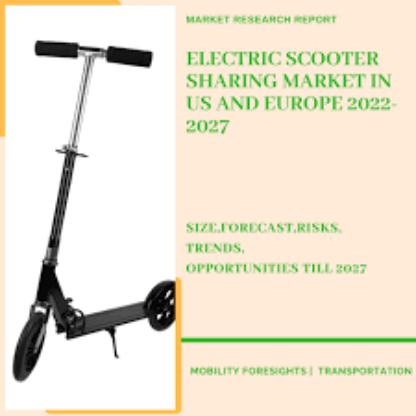 MARKET RESEARCH REPORT
ELECTRIC SCOOTER
SHARING MARKET IN
US AND EUROPE 2022-
2027
SIZE,FORECAST,RISKS,
TRENDS,
OPPORTUNITIES TILL 2027
MOBILITY FORESIGHTS | TRANSPORTATION